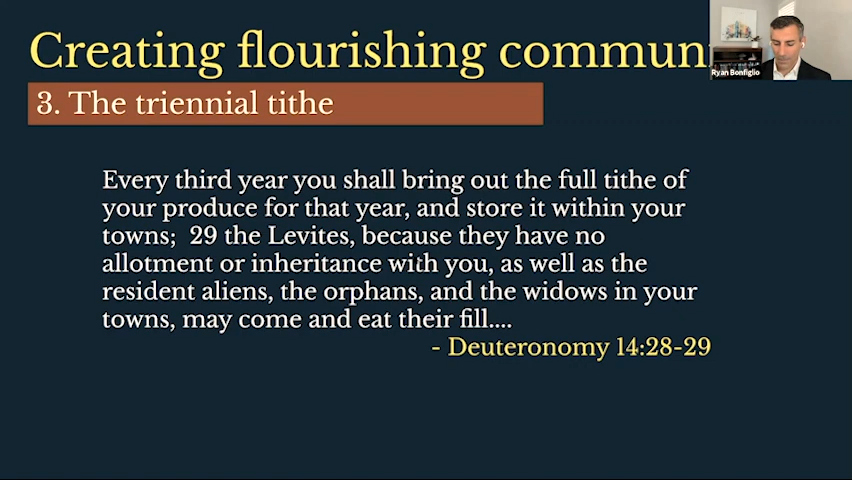 Creating flourishing commun
Ryan Bonfiglio
3. The triennial tithe
Every third year you shall bring out the full tithe of
your produce for that year, and store it within your
towns;  29 the Levites, because they have no
allotment or inheritance with you, as well as the
resident aliens, the orphans, and the widows in your
towns, may come and eat their fill....
- Deuteronomy 14:28-29